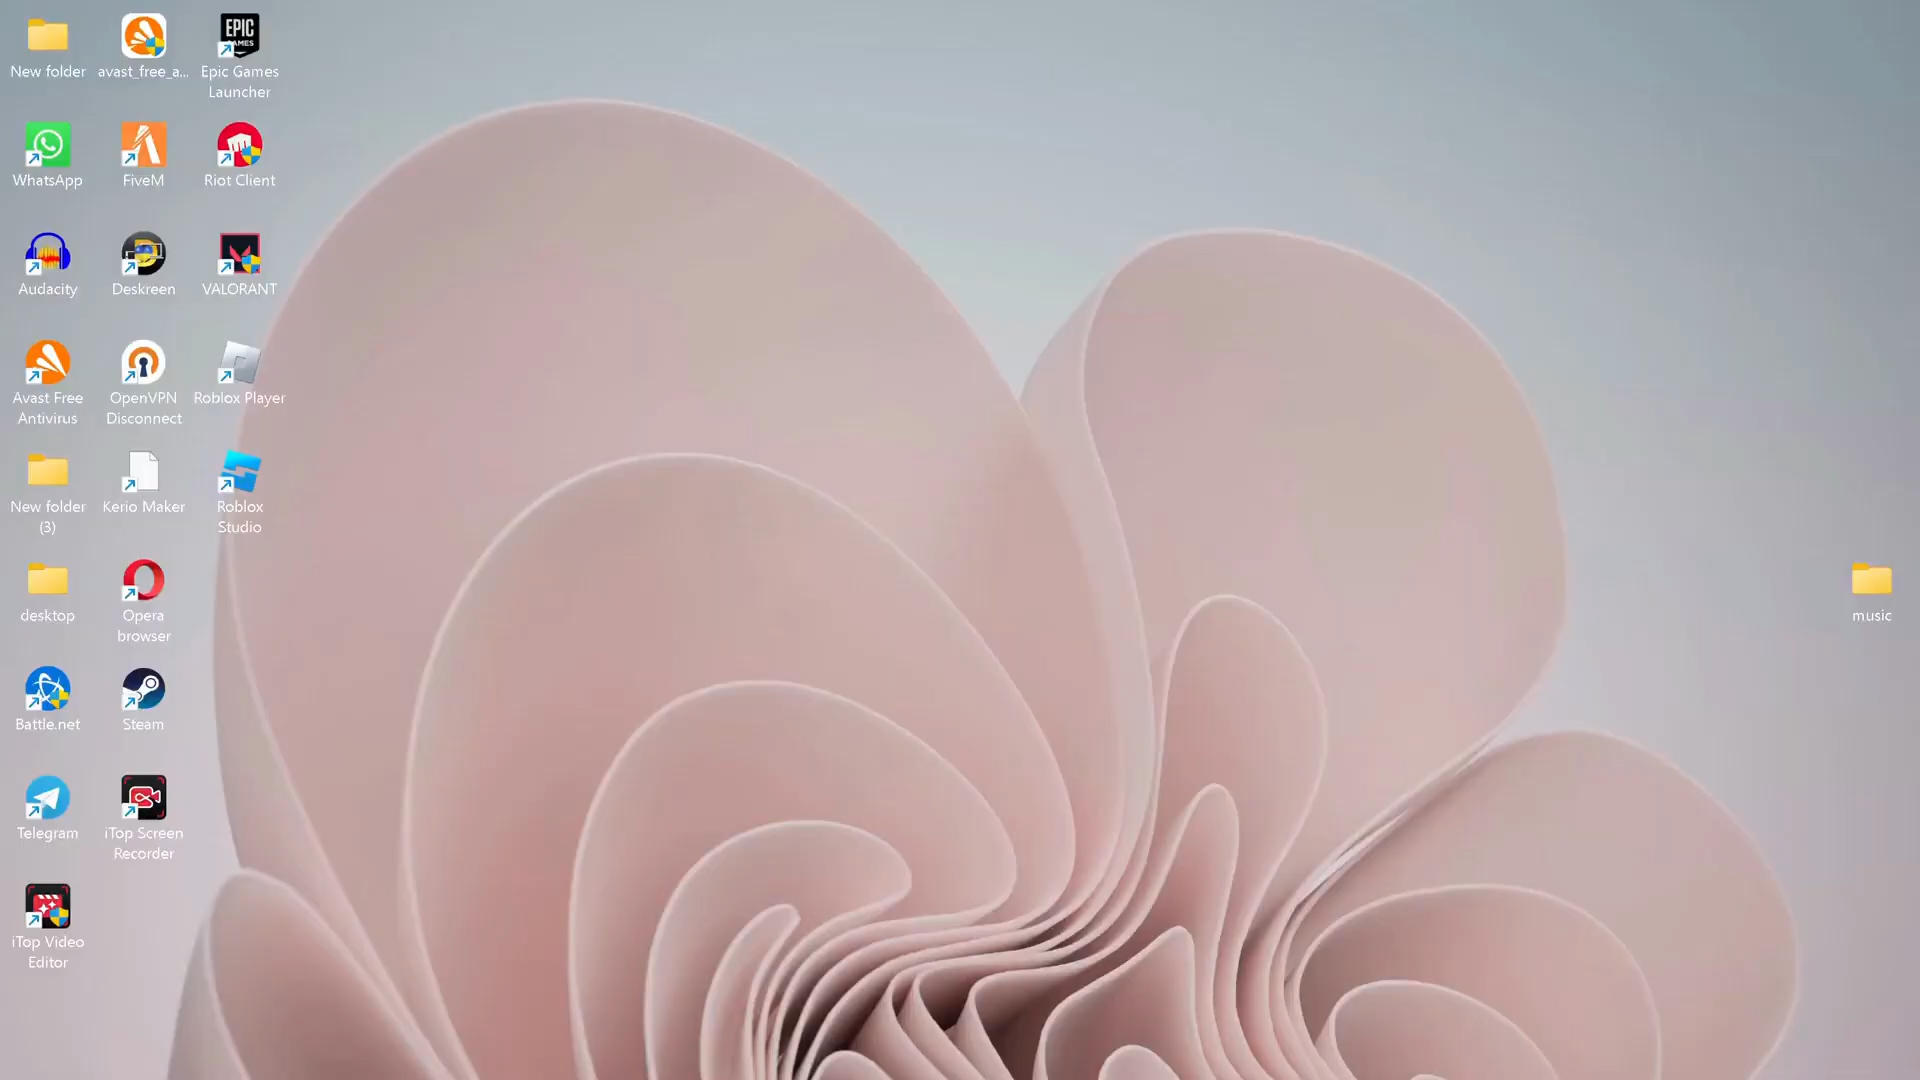 New folder
avast_free_a...
EPIC
GAMES
Epic Games
Launcher
WhatsApp
FiveM
Riot Client
Audacity
Deskreen
VALORANT
Avast Free
Antivirus
OpenVPN
Disconnect
Roblox Player
New folder
(3)
Kerio Maker
Roblox
Studio
desktop
Opera
browser
music
Battle.net
Steam
Telegram
iTop Screen
Recorder
iTop Video
Editor